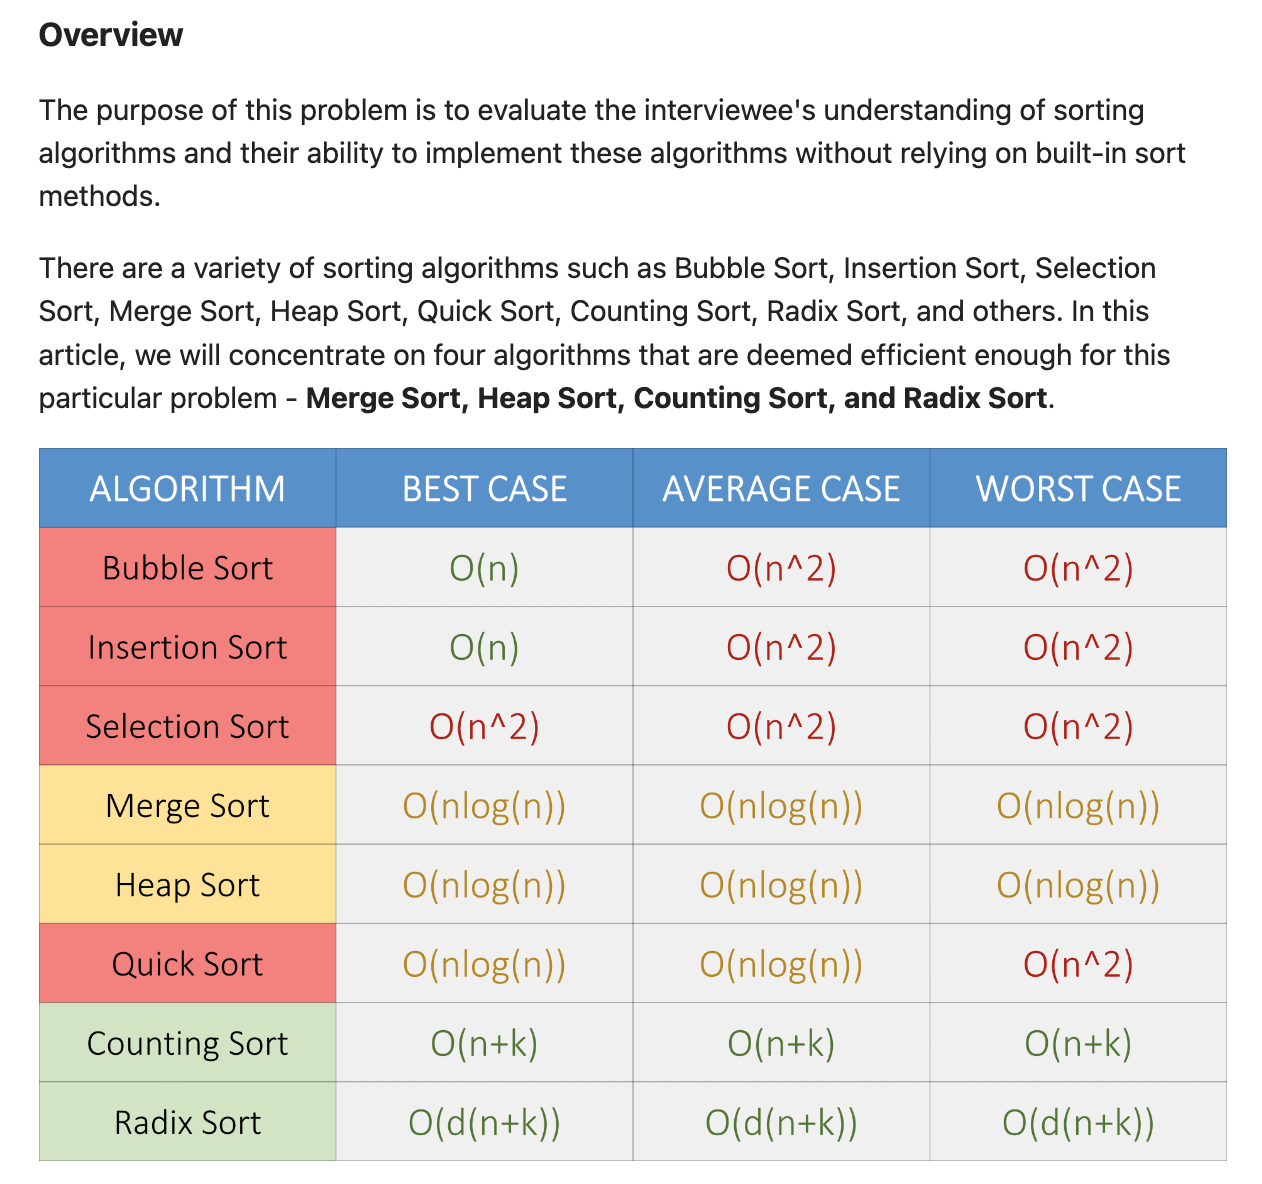 Overview
The purpose of this problem is to evaluate the interviewee's understanding of sorting
algorithms and their ability to implement these algorithms without relying on built-in sort
methods.
There are a variety of sorting algorithms such as Bubble Sort, Insertion Sort, Selection
Sort, Merge Sort, Heap Sort, Quick Sort, Counting Sort, Radix Sort, and others. In this
article, we will concentrate on four algorithms that are deemed efficient enough for this
particular problem - Merge Sort, Heap Sort, Counting Sort, and Radix Sort.
ALGORITHM BEST CASE AVERAGE CASE WORST CASE
Bubble Sort O(n) O(n^2) O(n^2)
Insertion Sort O(n) O(n^2) O(n^2)
Selection Sort O(n^2) O(n^2) O(n^2)
Merge Sort O(nlog(n)) O(nlog(n)) O(nlog(n))
Heap Sort O(nlog(n)) O(nlog(n)) O(nlog(n))
Quick Sort O(nlog(n)) O(nlog(n)) O(n^2)
Counting Sort O(n+k) O(n+k) O(n+k)
Radix Sort O(d(n+k)) O(d(n+k)) O(d(n+k))